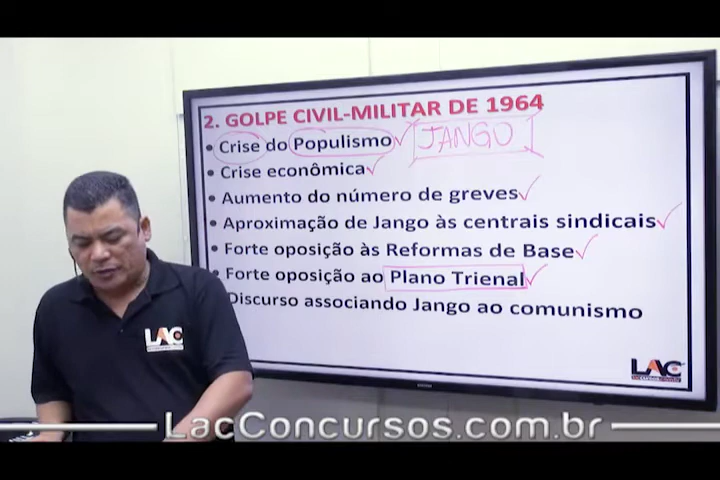 2. GOLPE CIVIL-MILITAR DE 1964
• Crise do Populismo JANGO
• Crise econômica
• Aumento do número de greves
• Aproximação de Jango às centrais sindicais
• Forte oposição às Reformas de Base
• Forte oposição ao Plano Trienal
Discurso associando Jango ao comunismo
LAC
LAC
LacConcursos.com.br